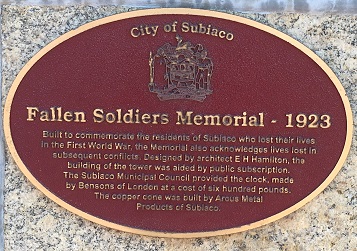 City of Subiaco
Fallen Soldiers Memorial - 1923
Built to commemorate the residents of Subiaco who lost their lives
in the First World War, the Memorial also acknowledges lives lost in
subsequent conflicts. Designed by architect E H Hamilton, the
building of the tower was aided by public subscription.
The Subiaco Municipal Council provided the clock, made
by Bensons of London at a cost of six hundred pounds.
The copper cone was built by Arous Metal
Products of Subiaco.